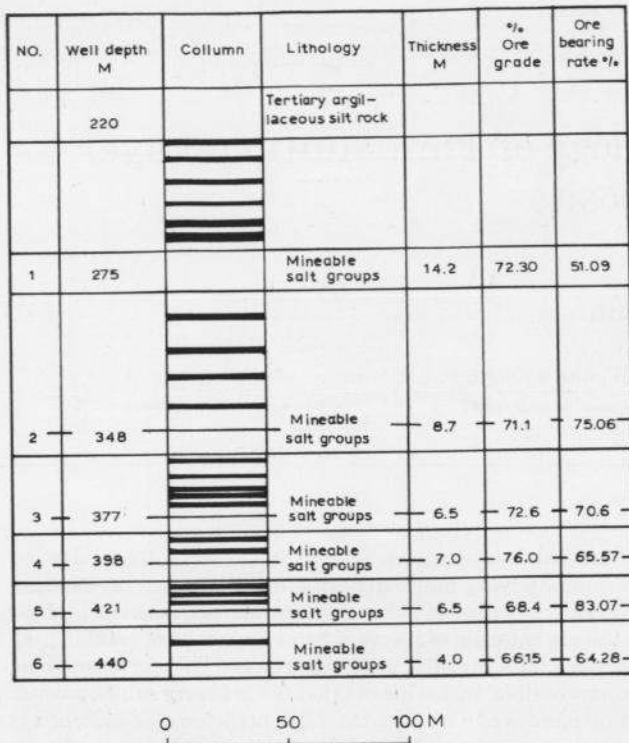 NO. Well depth M Collumn Lithology Thickness M °/o Ore grade Ore bearing rate °/o
220 Tertiary argil-
laceous silt rock
1 275 Mineable salt groups 14.2 72.30 51.09
2 348 Mineable salt groups 8.7 71.1 75.06
3 377 Mineable salt groups 6.5 72.6 70.6
4 398 Mineable salt groups 7.0 76.0 65.57
5 421 Mineable salt groups 6.5 68.4 83.07
6 440 Mineable salt groups 4.0 66.15 64.28
0 50 100 M